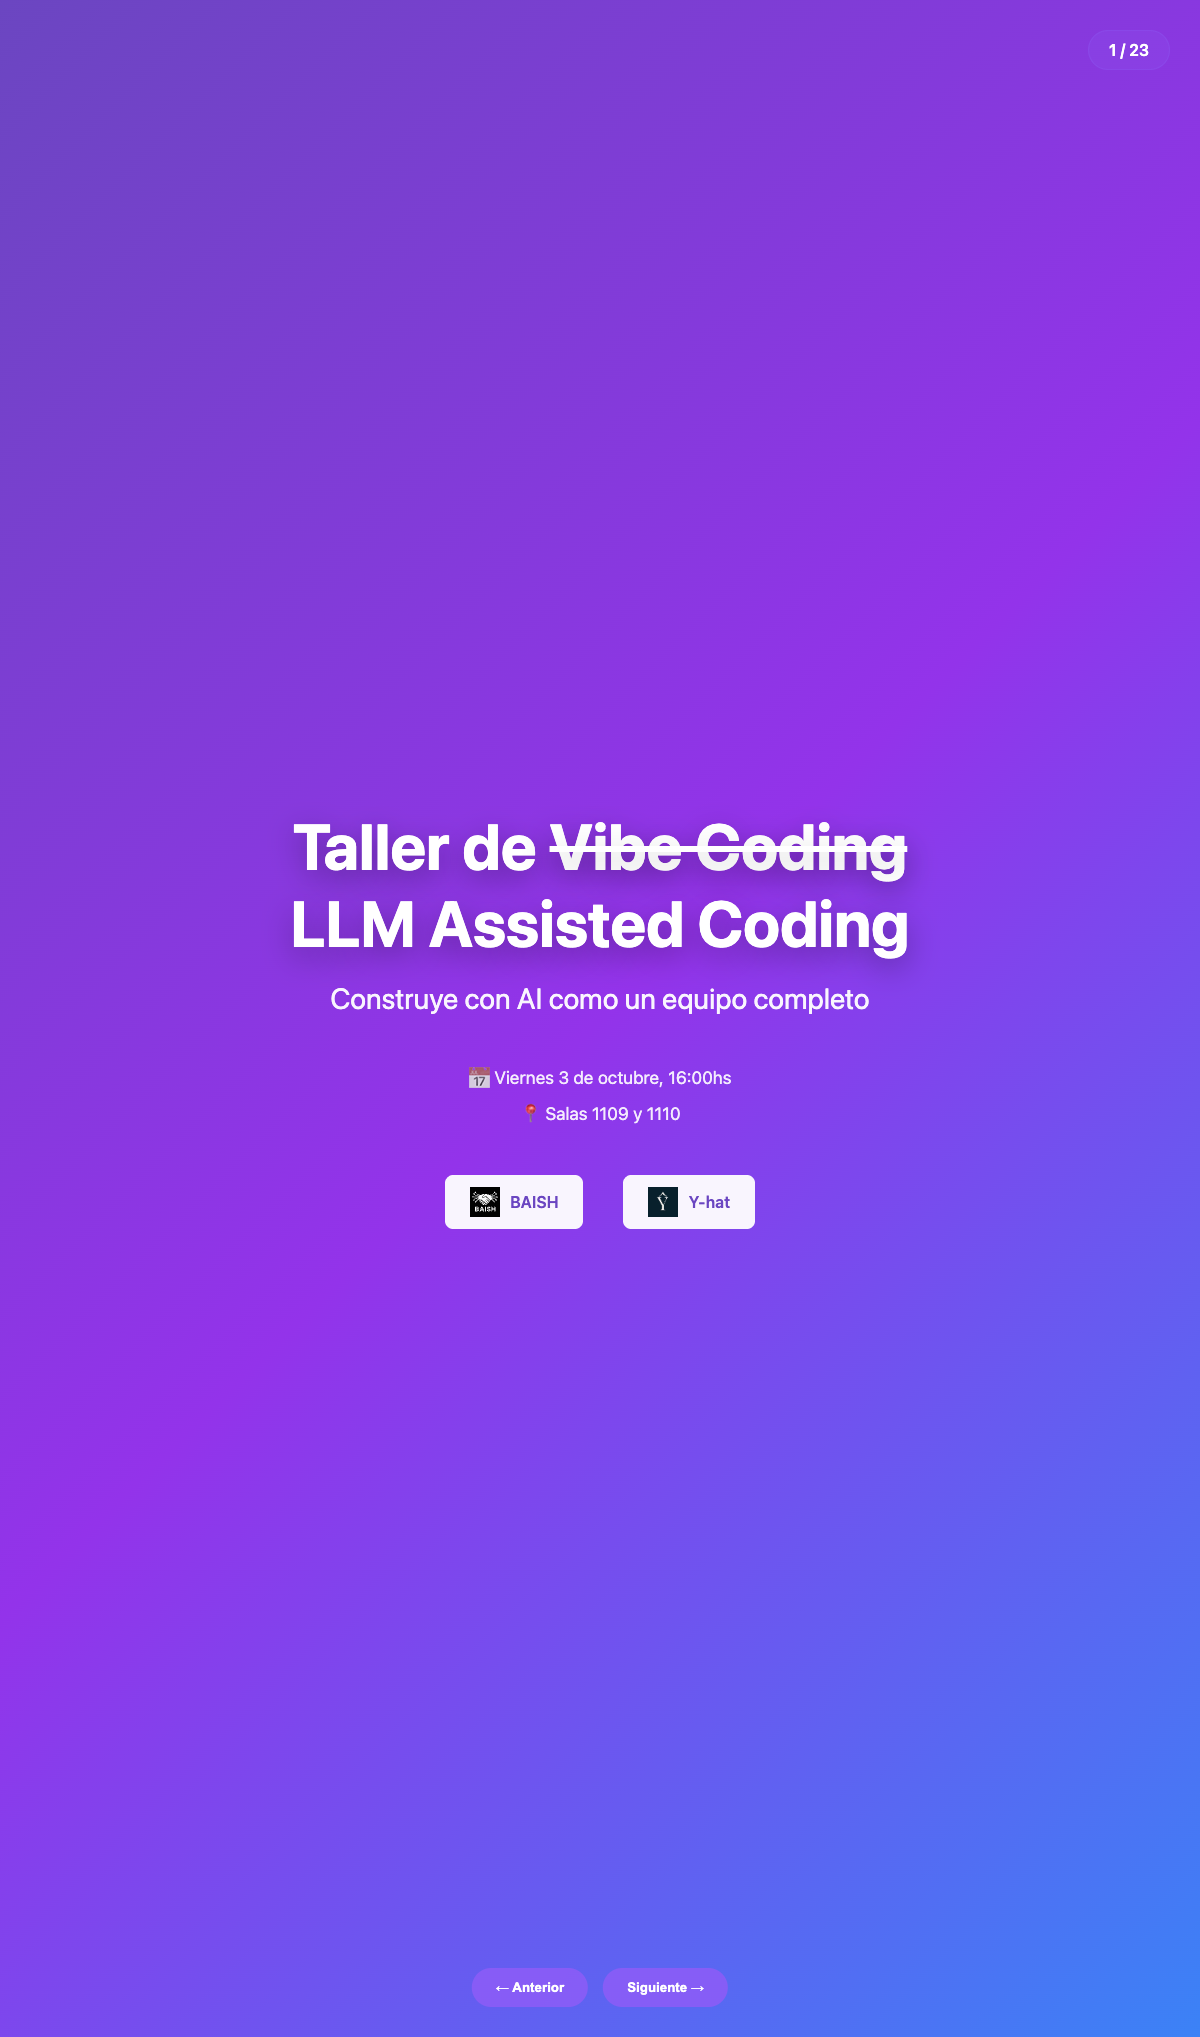 1 / 23
Taller de Vibe Coding
LLM Assisted Coding
Construye con AI como un equipo completo
17 Viernes 3 de octubre, 16:00hs
Salas 1109 y 1110
BAISH BAISH
Ŷ Y-hat
← Anterior
Siguiente →